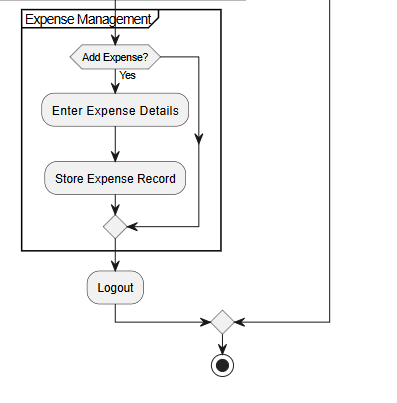 Expense Management
Add Expense?
Yes
Enter Expense Details
Store Expense Record
Logout